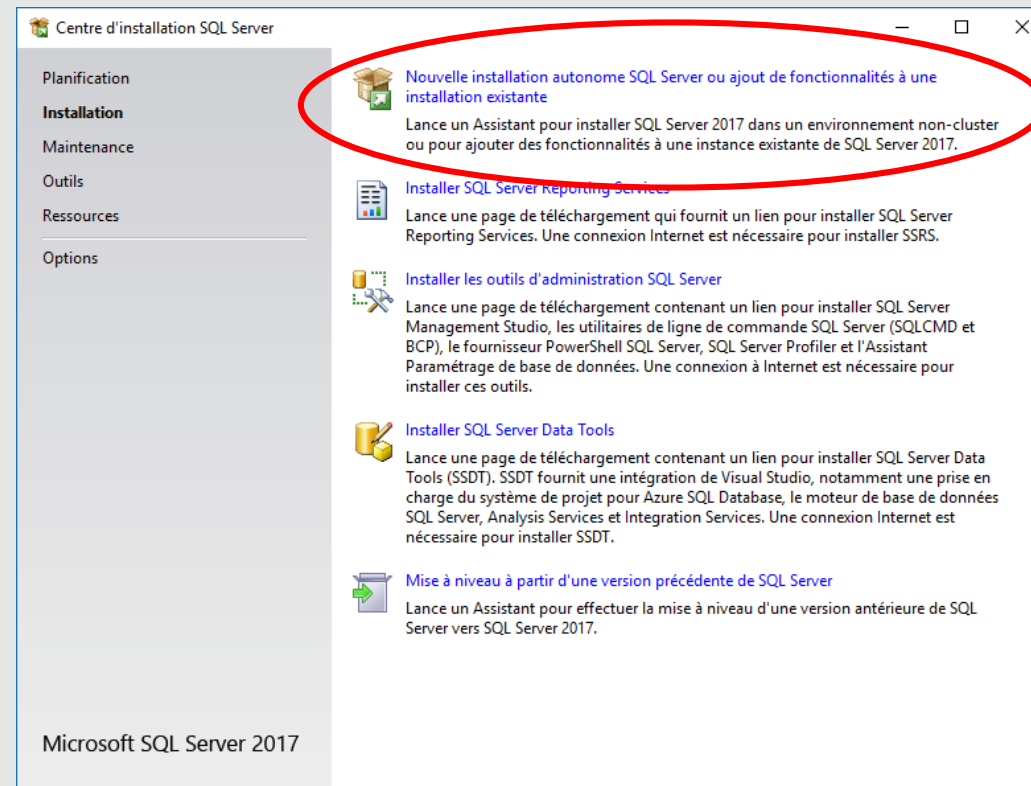 Centre d'installation SQL Server
Planification
Installation
Maintenance
Outils
Ressources
Options
Nouvelle installation autonome SQL Server ou ajout de fonctionnalités à une
installation existante
Lance un Assistant pour installer SQL Server 2017 dans un environnement non-cluster
ou pour ajouter des fonctionnalités à une instance existante de SQL Server 2017.
Installer SQL Server Reporting Services
Lance une page de téléchargement qui fournit un lien pour installer SQL Server
Reporting Services. Une connexion Internet est nécessaire pour installer SSRS.
Installer les outils d'administration SQL Server
Lance une page de téléchargement contenant un lien pour installer SQL Server
Management Studio, les utilitaires de ligne de commande SQL Server (SQLCMD et
BCP), le fournisseur PowerShell SQL Server, SQL Server Profiler et l'Assistant
Paramétrage de base de données. Une connexion à Internet est nécessaire pour
installer ces outils.
Installer SQL Server Data Tools
Lance une page de téléchargement contenant un lien pour installer SQL Server Data
Tools (SSDT). SSDT fournit une intégration de Visual Studio, notamment une prise en
charge du système de projet pour Azure SQL Database, le moteur de base de données
SQL Server, Analysis Services et Integration Services. Une connexion Internet est
nécessaire pour installer SSDT.
Mise à niveau à partir d'une version précédente de SQL Server
Lance un Assistant pour effectuer la mise à niveau d'une version antérieure de SQL
Server vers SQL Server 2017.
Microsoft SQL Server 2017